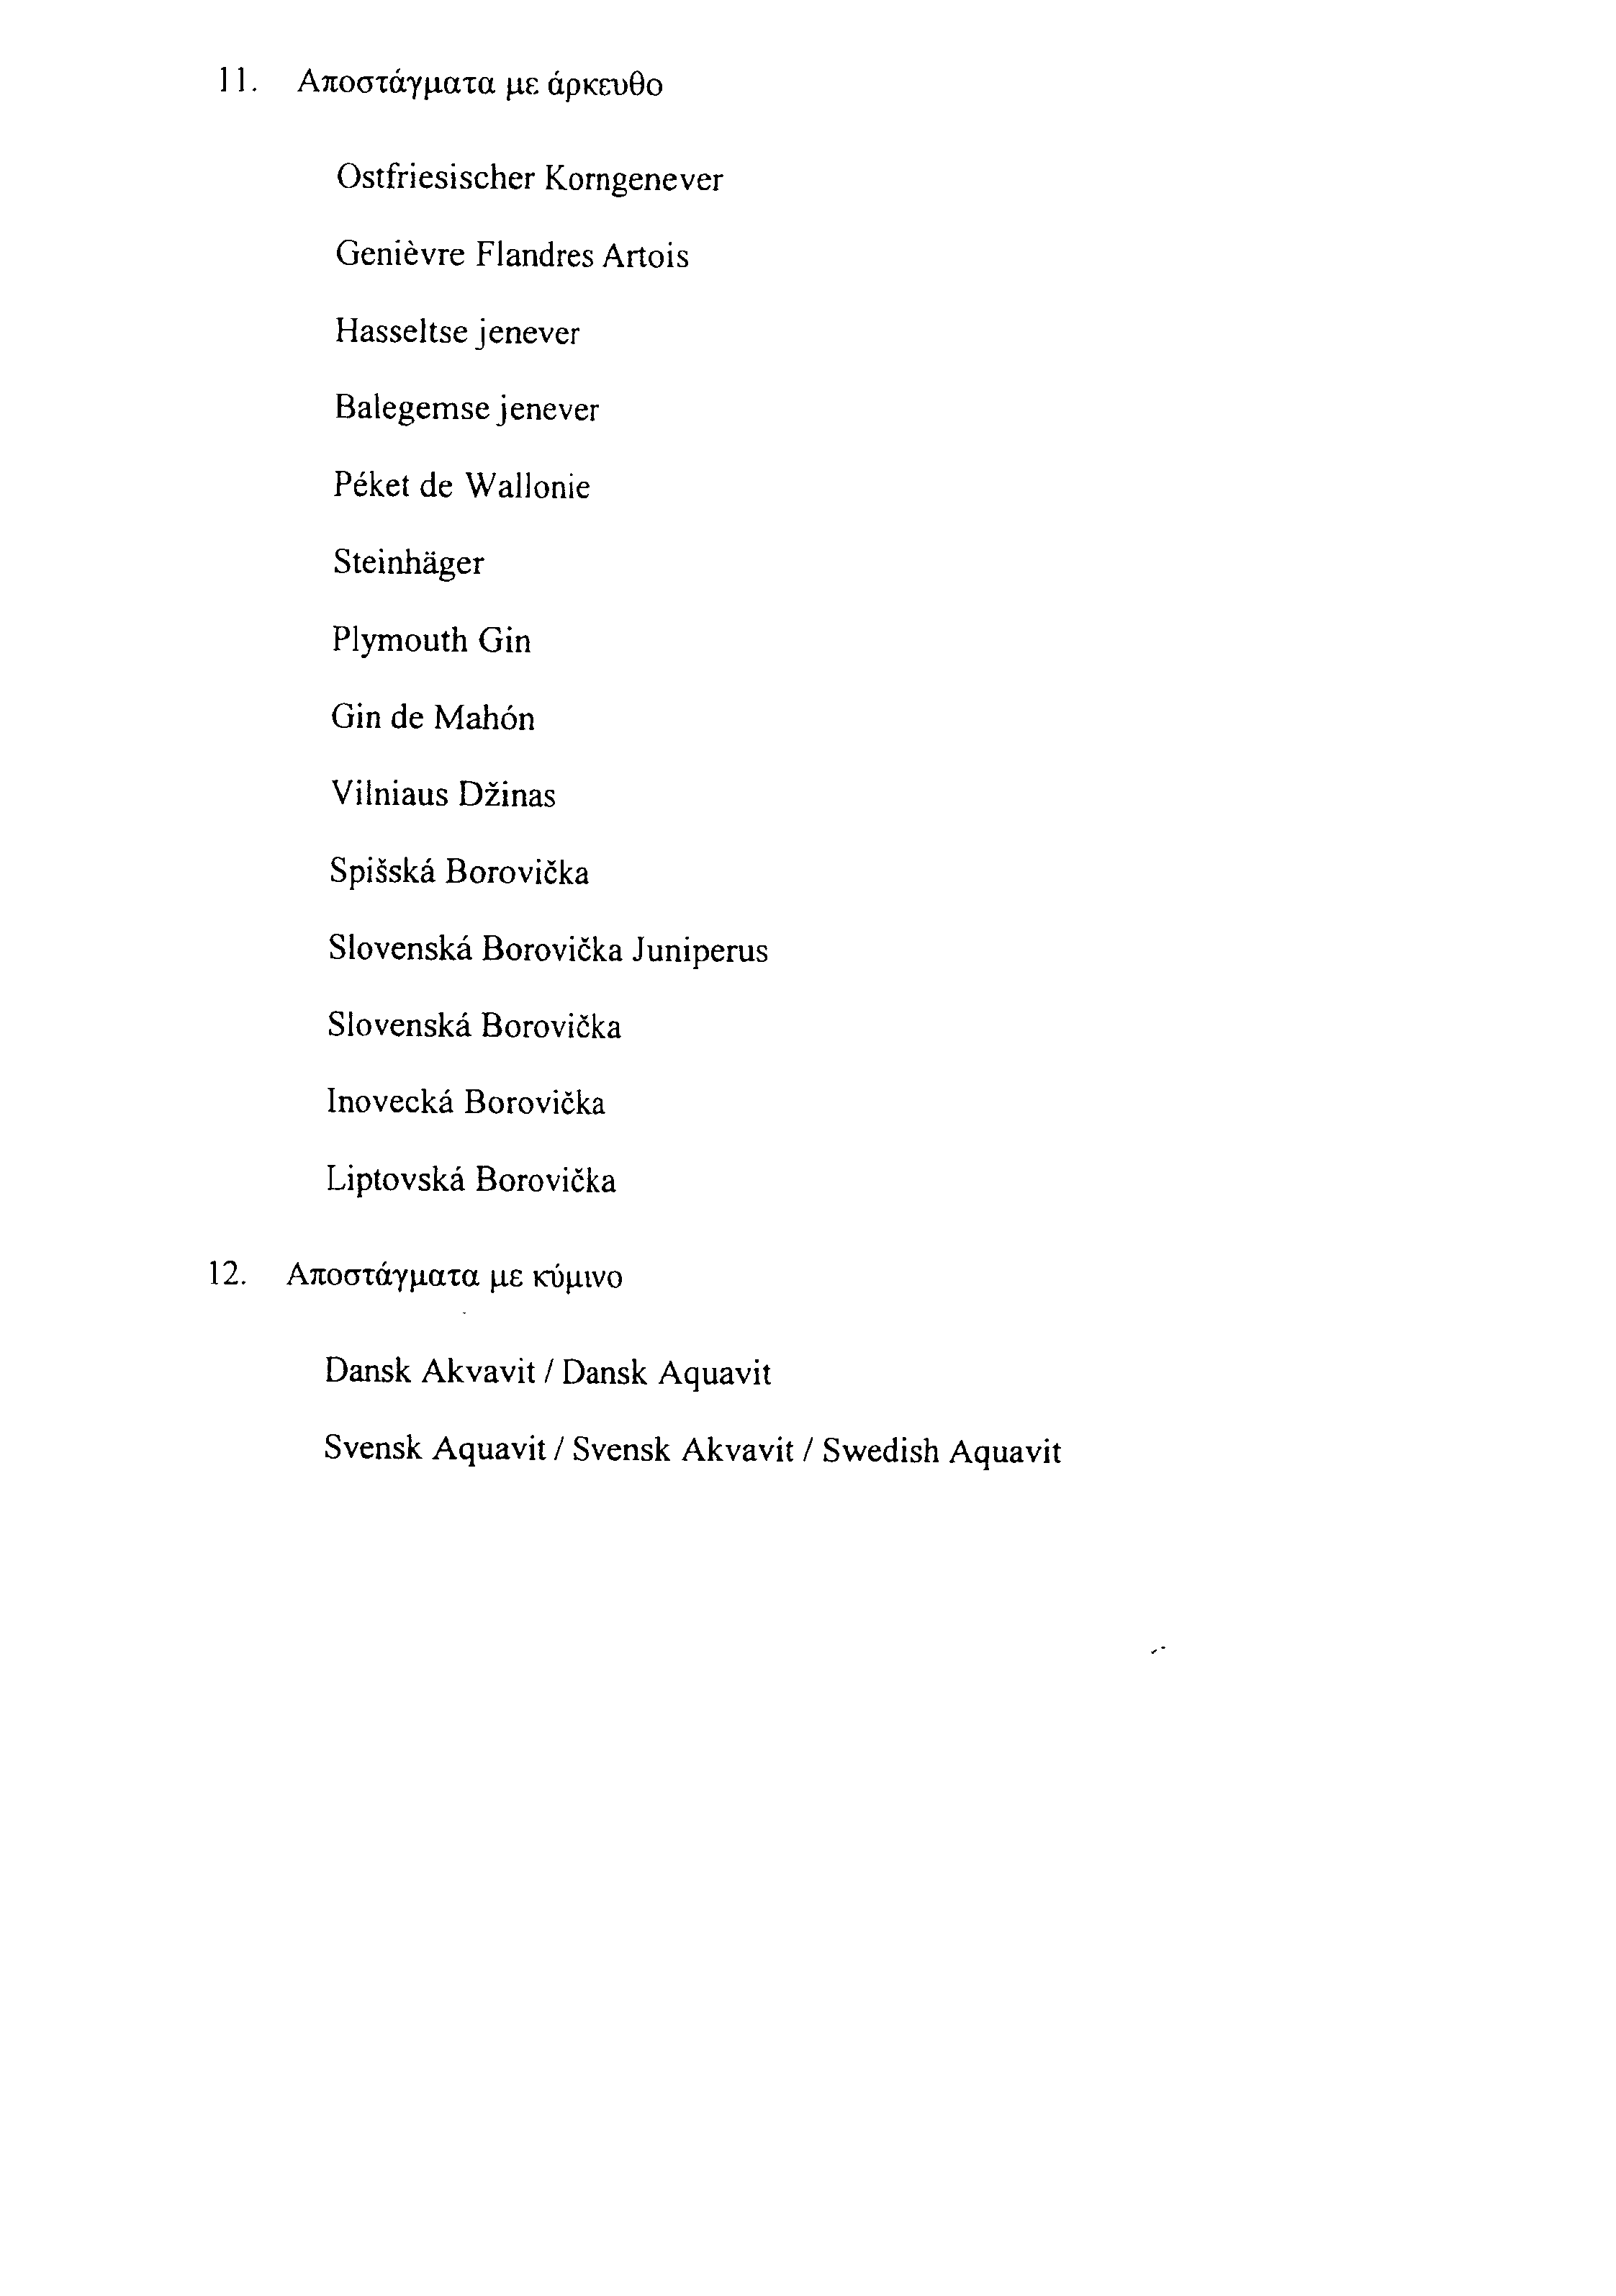 11. Αποστάγματα με άρκευθο
Ostfriesischer Korngenever
Genièvre Flandres Artois
Hasseltse jenever
Balegemse jenever
Péket de Wallonie
Steinhäger
Plymouth Gin
Gin de Mahón
Vilniaus Džinas
Spišská Borovička
Slovenská Borovička Juniperus
Slovenská Borovička
Inovecká Borovička
Liptovská Borovička
12. Αποστάγματα με κύμινο
Dansk Akvavit / Dansk Aquavit
Svensk Aquavit / Svensk Akvavit / Swedish Aquavit